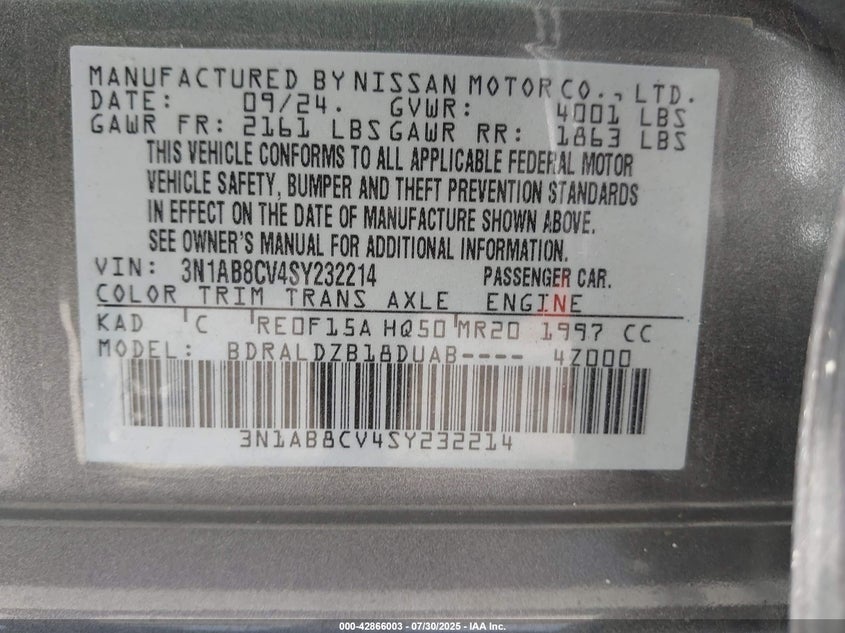 MANUFACTURED BY NISSAN MOTOR CO., LTD.
DATE: 09/24. GVWR: 4001 LBS
GAWR FR: 2161 LBS GAWR RR: 1863 LBS
THIS VEHICLE CONFORMS TO ALL APPLICABLE FEDERAL MOTOR
VEHICLE SAFETY, BUMPER AND THEFT PREVENTION STANDARDS
IN EFFECT ON THE DATE OF MANUFACTURE SHOWN ABOVE.
SEE OWNER'S MANUAL FOR ADDITIONAL INFORMATION.
VIN: 3N1AB8CV4SY232214 PASSENGER CAR.
COLOR TRIM TRANS AXLE ENGINE
KAD C RE0F15A HQ50 MR20 1997 CC
MODEL: BDRALDZB18DUAB---- 4Z000
3N1AB8CV4SY232214
000-42866003 - 07/30/2025 - IAA Inc.